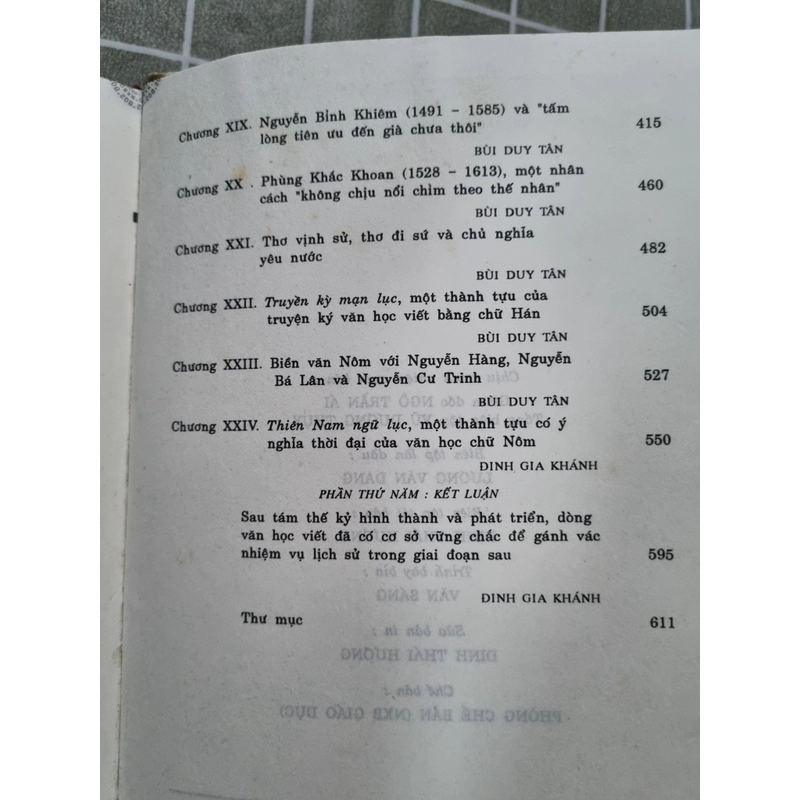 Chương XIX. Nguyễn Bỉnh Khiêm (1491 - 1585) và "tấm
lòng tiên ưu đến già chưa thôi" 415
BÙI DUY TÂN
Chương XX . Phùng Khắc Khoan (1528 - 1613), một nhân
cách "không chịu nổi chìm theo thế nhân" 460
BÙI DUY TÂN
Chương XXI. Thơ vịnh sử, thơ đi sứ và chủ nghĩa
yêu nước 482
BÙI DUY TÂN
Chương XXII. Truyền kỳ mạn lục, một thành tựu của
truyện ký văn học viết bằng chữ Hán 504
BÙI DUY TÂN
Chương XXIII. Biền văn Nôm với Nguyễn Hàng, Nguyễn
Bá Lân và Nguyễn Cư Trinh 527
BÙI DUY TÂN
Chương XXIV. Thiên Nam ngữ lục, một thành tựu có ý
nghĩa thời đại của văn học chữ Nôm 550
DINH GIA KHÁNH
PHẦN THỨ NĂM : KẾT LUẬN
Sau tám thế kỷ hình thành và phát triển, dòng
văn học viết đã có cơ sở vững chắc để gánh vác
nhiệm vụ lịch sử trong giai đoạn sau 595
DINH GIA KHÁNH
Thư mục 611